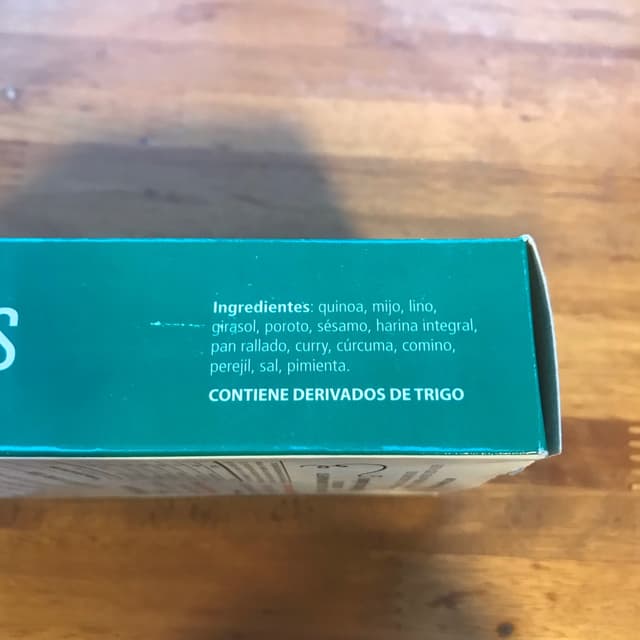 S
Ingredientes: quinoa, mijo, lino,
girasol, poroto, sésamo, harina integral,
pan rallado, curry, cúrcuma, comino,
perejil, sal, pimienta.
CONTIENE DERIVADOS DE TRIGO